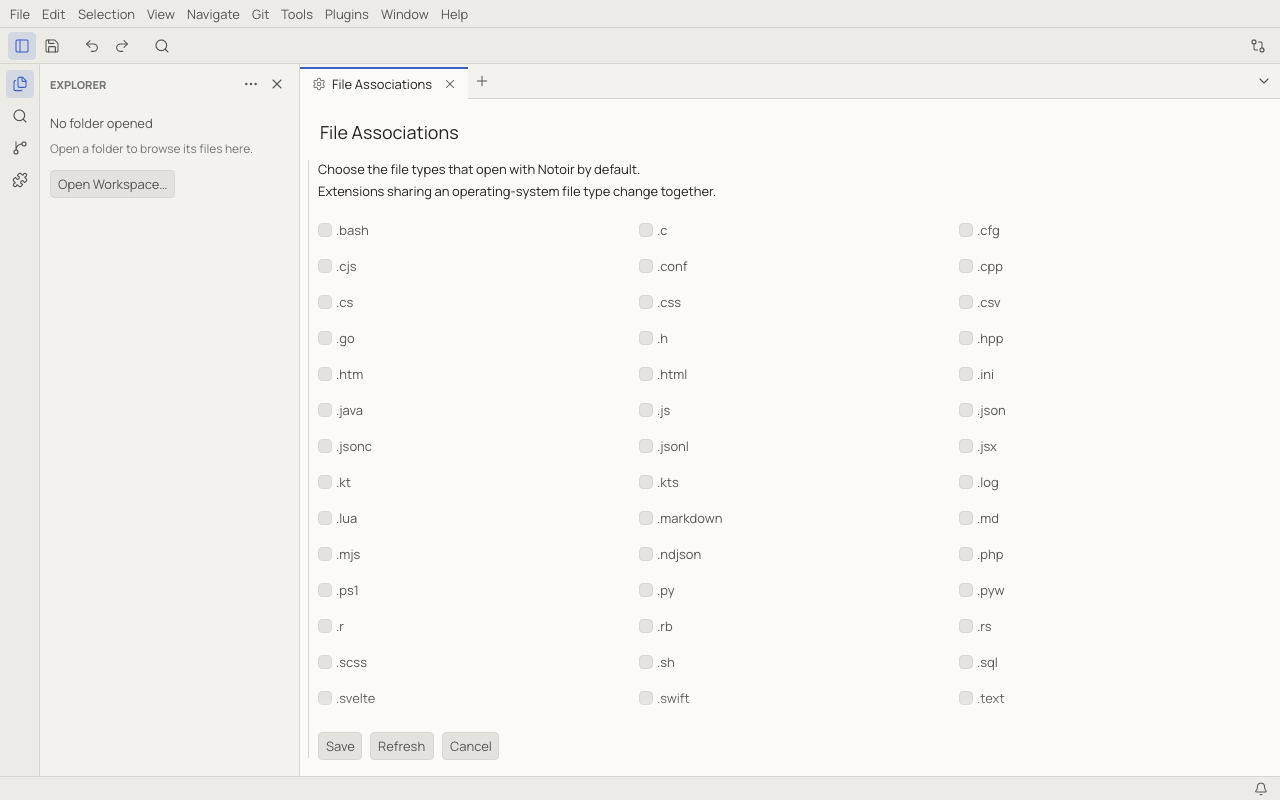 File Edit Selection View Navigate Git Tools Plugins Window Help
EXPLORER
No folder opened
Open a folder to browse its files here.
Open Workspace...
File Associations
File Associations
Choose the file types that open with Notoir by default.
Extensions sharing an operating-system file type change together.
.bash .c .cfg
.cjs .conf .cpp
.cs .css .csv
.go .h .hpp
.htm .html .ini
.java .js .json
.jsonc .jsonl .jsx
.kt .kts .log
.lua .markdown .md
.mjs .ndjson .php
.ps1 .py .pyw
.r .rb .rs
.scss .sh .sql
.svelte .swift .text
Save Refresh Cancel